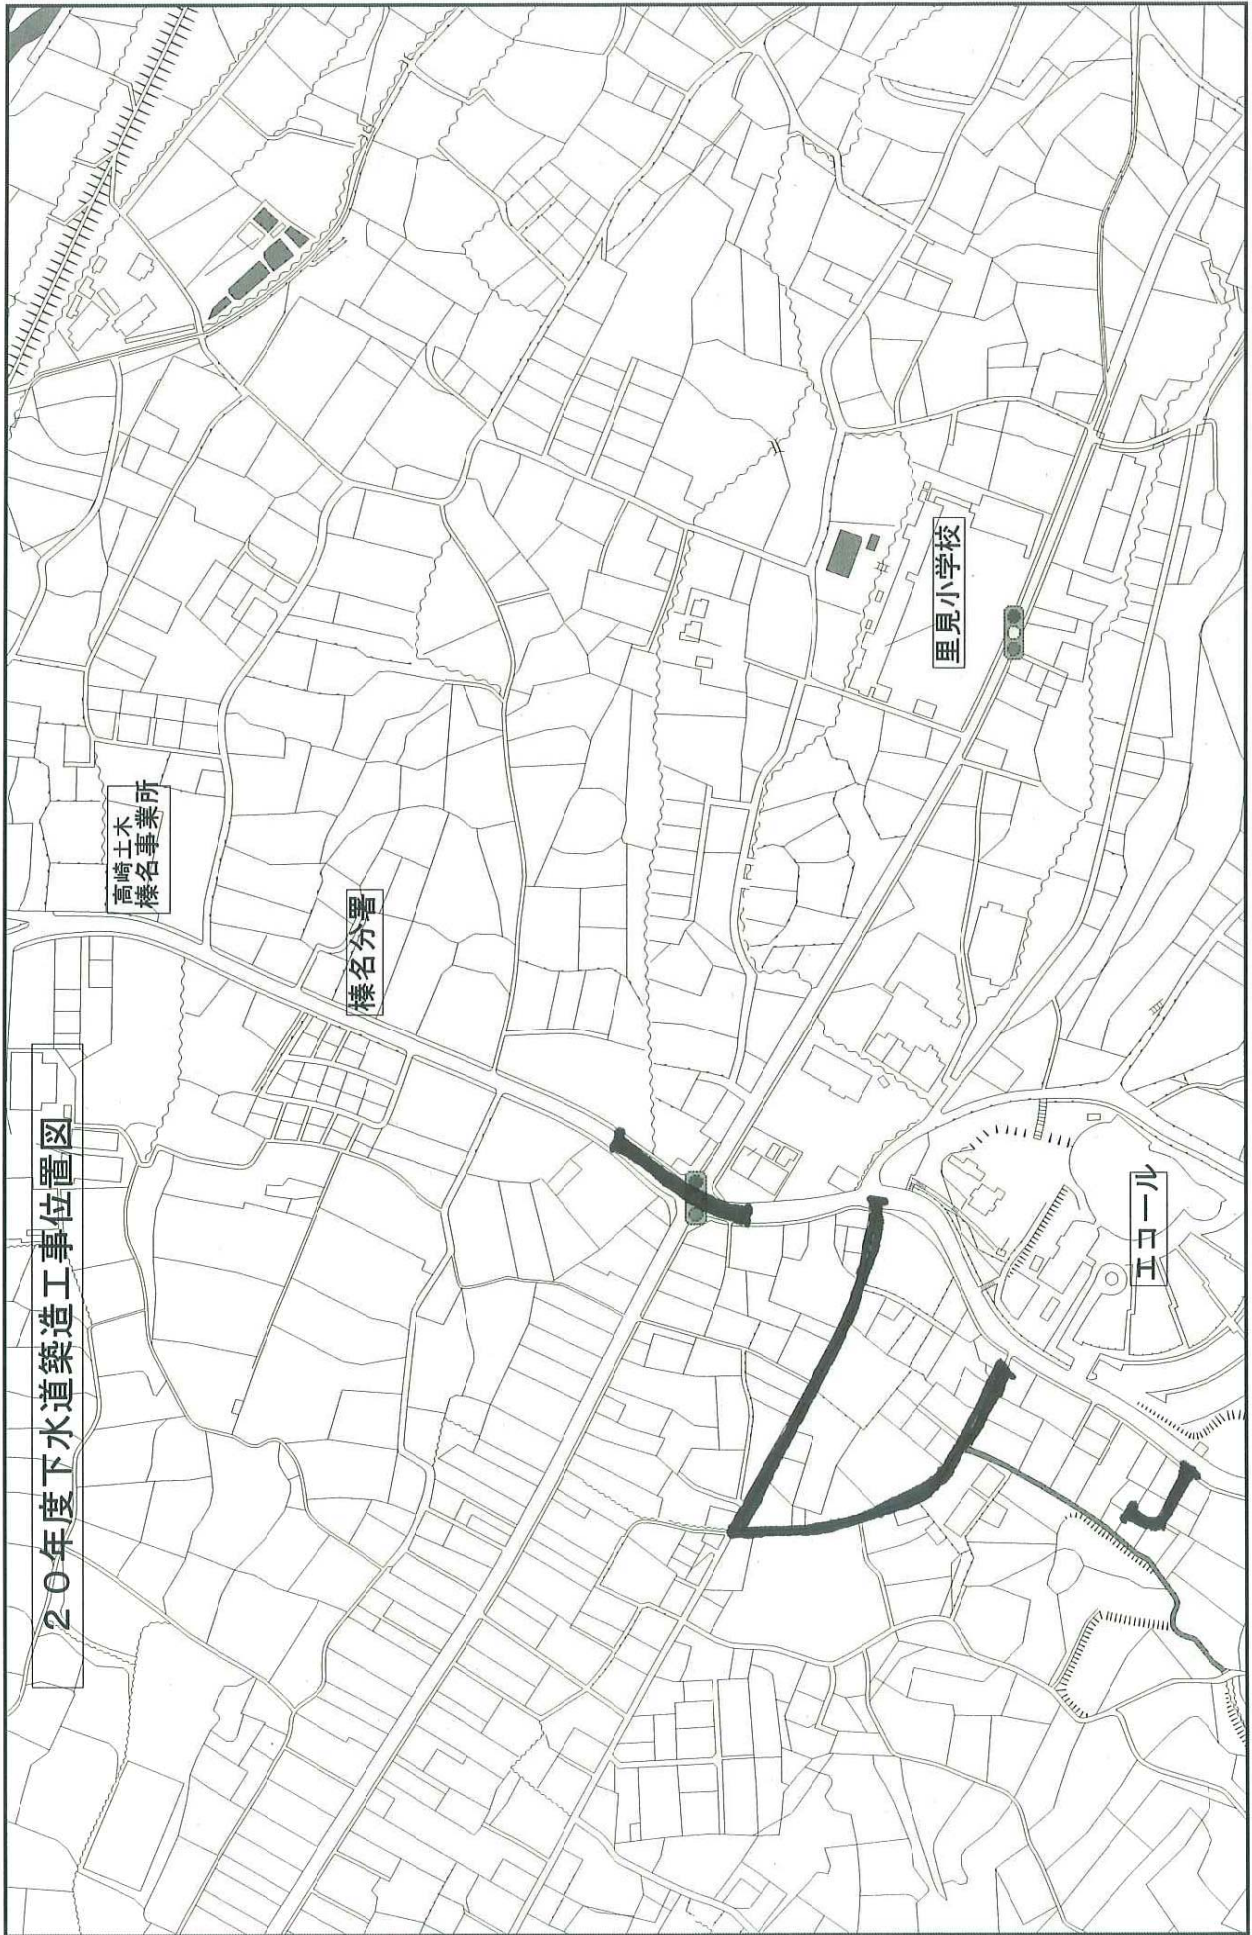 ２０年度下水道築造工事位置図
高崎土木
榛名事業所
榛名分署
里見小学校
エコール